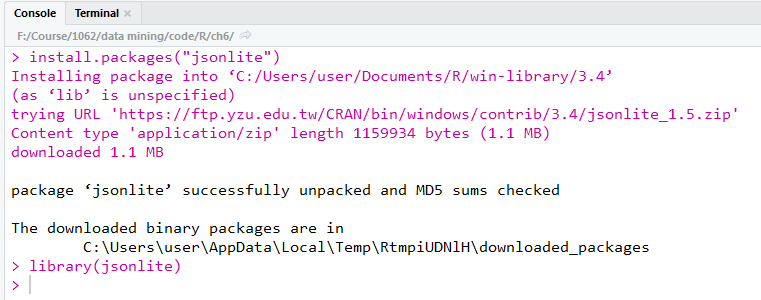 Console Terminal ×
F:/Course/1062/data mining/code/R/ch6/
> install.packages("jsonlite")
Installing package into ‘C:/Users/user/Documents/R/win-library/3.4’
(as ‘lib’ is unspecified)
trying URL 'https://ftp.yzu.edu.tw/CRAN/bin/windows/contrib/3.4/jsonlite_1.5.zip'
Content type 'application/zip' length 1159934 bytes (1.1 MB)
downloaded 1.1 MB
package ‘jsonlite’ successfully unpacked and MD5 sums checked
The downloaded binary packages are in
C:\Users\user\AppData\Local\Temp\RtmpiUDNlH\downloaded_packages
> library(jsonlite)
>